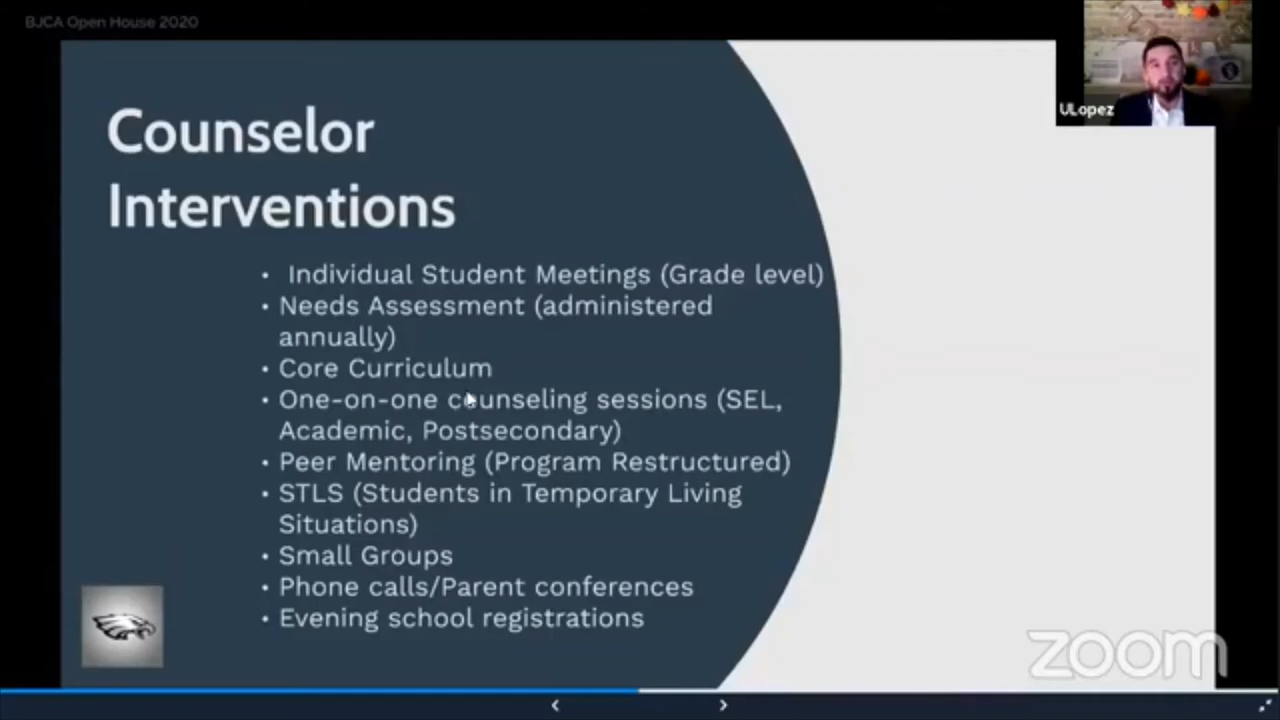 BJCA Open House 2020
ULopez
Counselor
Interventions
• Individual Student Meetings (Grade level)
• Needs Assessment (administered
annually)
• Core Curriculum
• One-on-one counseling sessions (SEL,
Academic, Postsecondary)
• Peer Mentoring (Program Restructured)
• STLS (Students in Temporary Living
Situations)
• Small Groups
• Phone calls/Parent conferences
• Evening school registrations
zoom